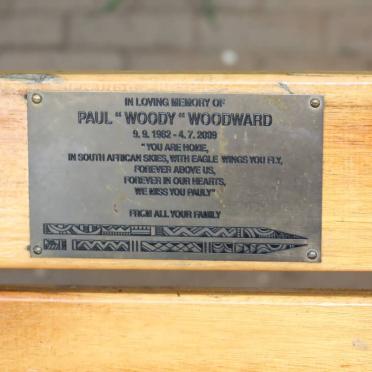 IN LOVING MEMORY OF
PAUL "WOODY" WOODWARD
9. 9. 1982 - 4. 7. 2009
"YOU ARE HOME,
IN SOUTH AFRICAN SKIES, WITH EAGLE WINGS YOU FLY,
FOREVER ABOVE US,
FOREVER IN OUR HEARTS,
WE MISS YOU PAULY"
FROM ALL YOUR FAMILY